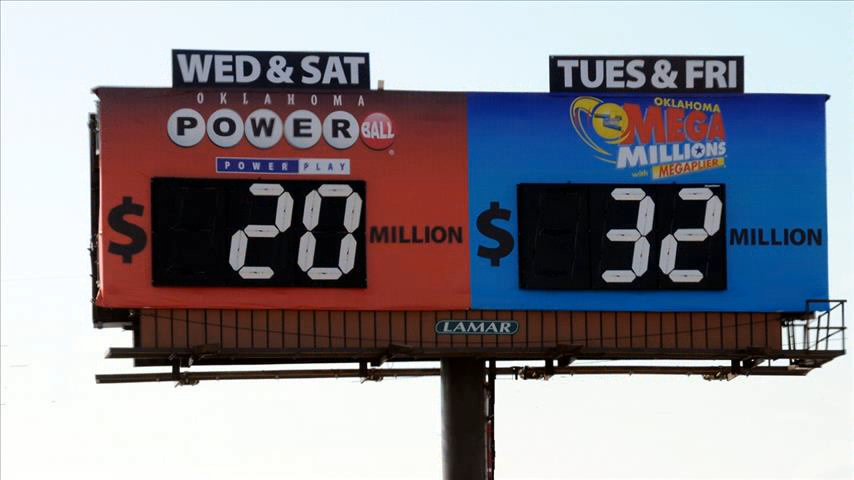 WED & SAT
OKLAHOMA
POWERBALL
POWER PLAY
$20 MILLION
TUES & FRI
OKLAHOMA
MEGA
MILLIONS
with MEGAPLIER
$32 MILLION
LAMAR